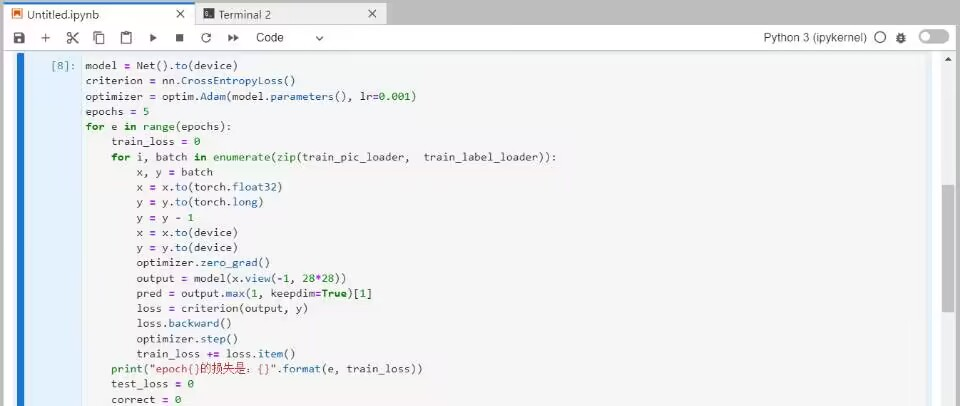 Untitled.ipynb
Terminal 2
Code
Python 3 (ipykernel)
[8]: model = Net().to(device)
criterion = nn.CrossEntropyLoss()
optimizer = optim.Adam(model.parameters(), lr=0.001)
epochs = 5
for e in range(epochs):
    train_loss = 0
    for i, batch in enumerate(zip(train_pic_loader,  train_label_loader)):
        x, y = batch
        x = x.to(torch.float32)
        y = y.to(torch.long)
        y = y - 1
        x = x.to(device)
        y = y.to(device)
        optimizer.zero_grad()
        output = model(x.view(-1, 28*28))
        pred = output.max(1, keepdim=True)[1]
        loss = criterion(output, y)
        loss.backward()
        optimizer.step()
        train_loss += loss.item()
    print("epoch{}的损失是: {}".format(e, train_loss))
    test_loss = 0
    correct = 0